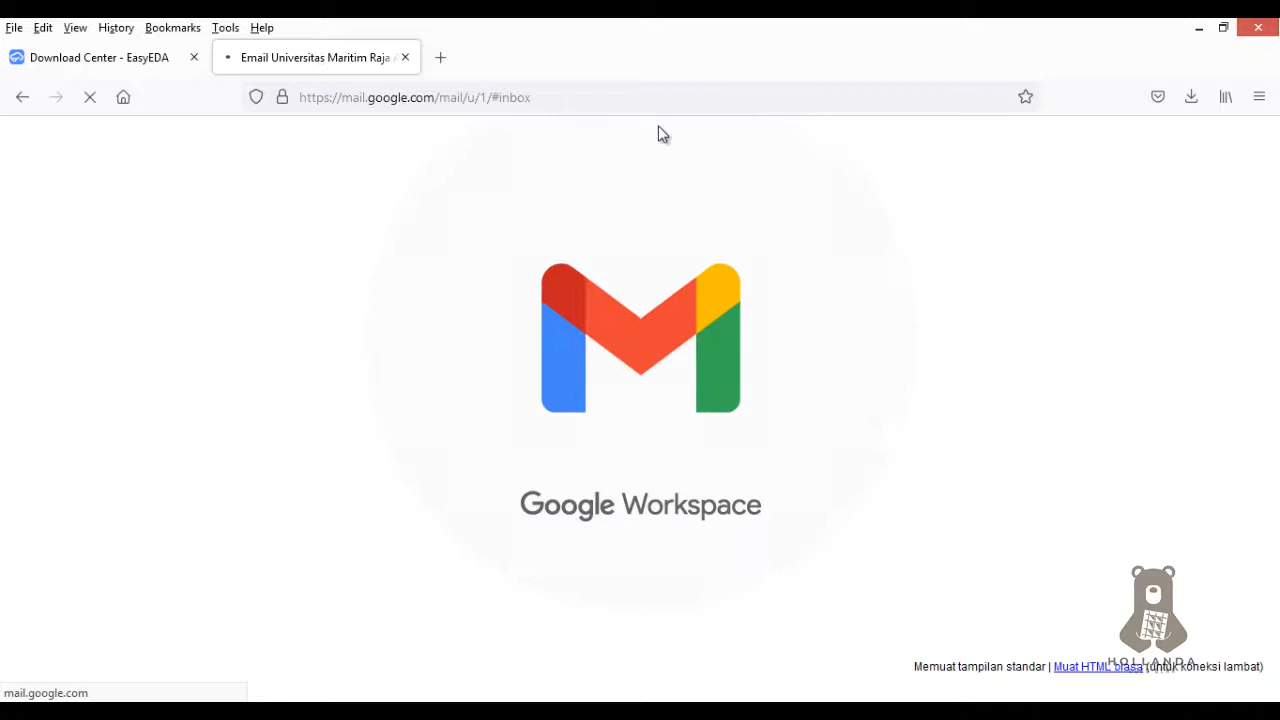 File Edit View History Bookmarks Tools Help
Download Center - EasyEDA
Email Universitas Maritim Raja
https://mail.google.com/mail/u/1/#inbox
Google Workspace
HOLLANDA
Memuat tampilan standar | Muat HTML biasa (untuk koneksi lambat)
mail.google.com